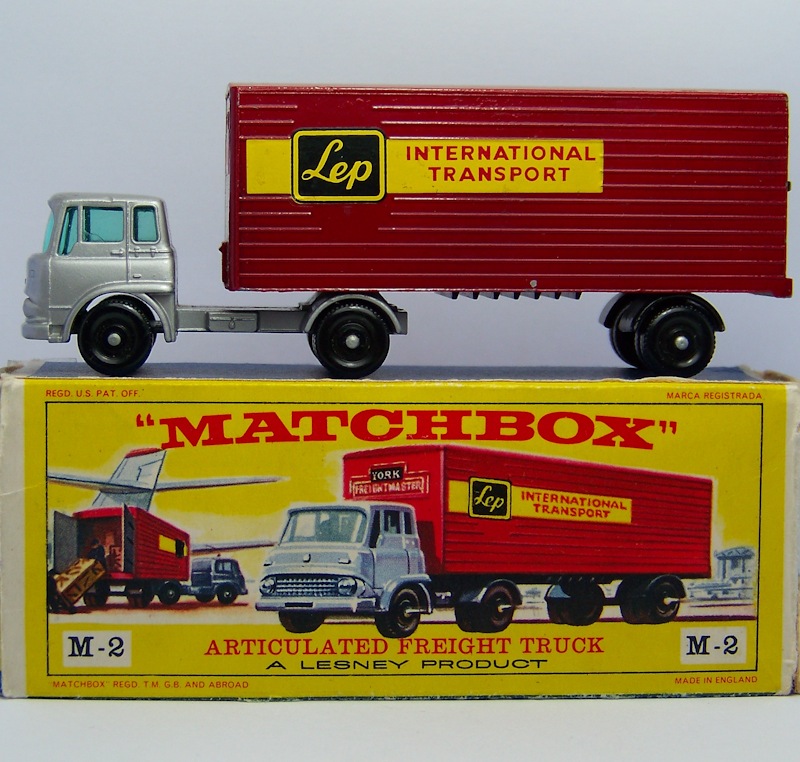 Lep
INTERNATIONAL
TRANSPORT
REGD. U.S. PAT. OFF.
MARCA REGISTRADA
"MATCHBOX"
YORK
FREIGHTMASTER
Lep
INTERNATIONAL
TRANSPORT
M-2
ARTICULATED FREIGHT TRUCK
M-2
A LESNEY PRODUCT
"MATCHBOX" REGD. T.M. G.B. AND ABROAD
MADE IN ENGLAND